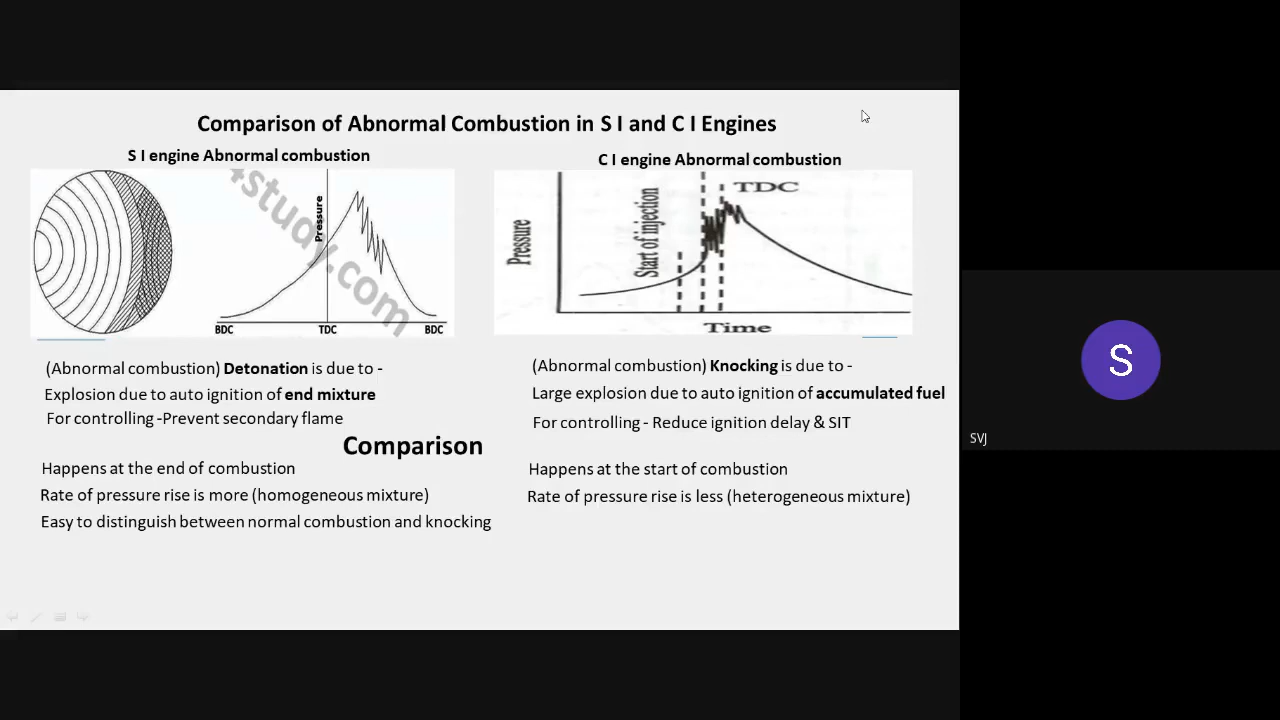 Comparison of Abnormal Combustion in S I and C I Engines
S I engine Abnormal combustion
4study.com
Pressure
BDC
TDC
BDC
(Abnormal combustion) Detonation is due to -
Explosion due to auto ignition of end mixture
For controlling -Prevent secondary flame
C I engine Abnormal combustion
Pressure
Start of injection
TDC
Time
(Abnormal combustion) Knocking is due to -
Large explosion due to auto ignition of accumulated fuel
For controlling - Reduce ignition delay & SIT
Comparison
Happens at the end of combustion
Rate of pressure rise is more (homogeneous mixture)
Easy to distinguish between normal combustion and knocking
Happens at the start of combustion
Rate of pressure rise is less (heterogeneous mixture)
S
SVJ